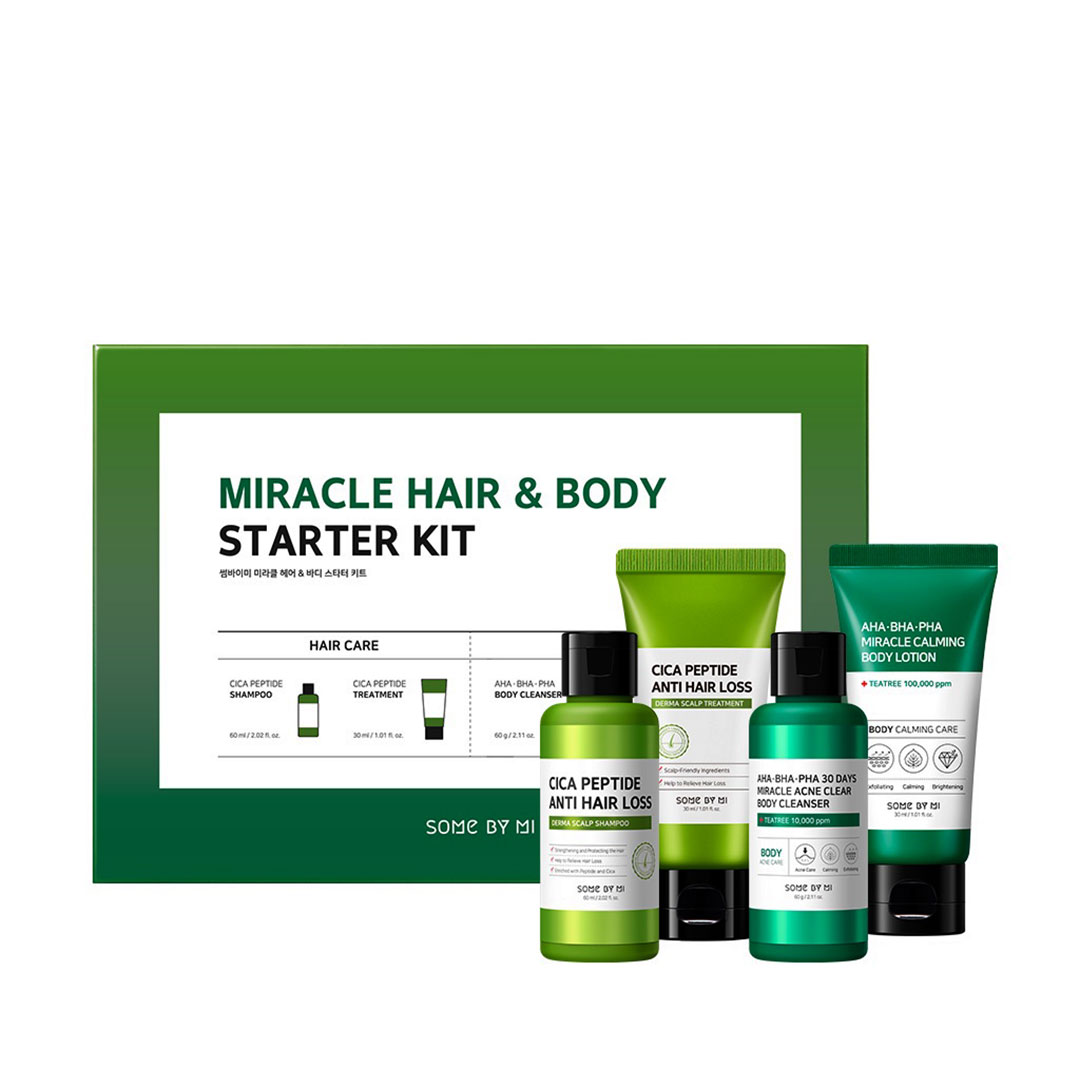 MIRACLE HAIR & BODY
STARTER KIT
썸바이미 미라클 헤어 & 바디 스타터 키트
HAIR CARE
CICA PEPTIDE
SHAMPOO
60 ml / 2.02 fl. oz.
CICA PEPTIDE
TREATMENT
30 ml / 1.01 fl. oz.
AHA·BHA·PHA
BODY CLEANSER
60 g / 2.11 oz.
SOME BY MI
CICA PEPTIDE
ANTI HAIR LOSS
DERMA SCALP TREATMENT
Scalp-Friendly Ingredients
Help to Relieve Hair Loss
SOME BY MI
30 ml / 1.01 fl. oz.
AHA·BHA·PHA
MIRACLE CALMING
BODY LOTION
+ TEATREE 100,000 ppm
BODY CALMING CARE
Exfoliating Calming Brightening
SOME BY MI
30 ml / 1.01 fl. oz.
CICA PEPTIDE
ANTI HAIR LOSS
DERMA SCALP SHAMPOO
Strengthening and Protecting the Hair
Help to Relieve Hair Loss
Enriched with Peptide and Cica
SOME BY MI
60 ml / 2.02 fl. oz.
AHA·BHA·PHA 30 DAYS
MIRACLE ACNE CLEAR
BODY CLEANSER
+ TEATREE 10,000 ppm
BODY
ACNE CARE
Acne Care Calming Exfoliating
SOME BY MI
60 g / 2.11 oz.